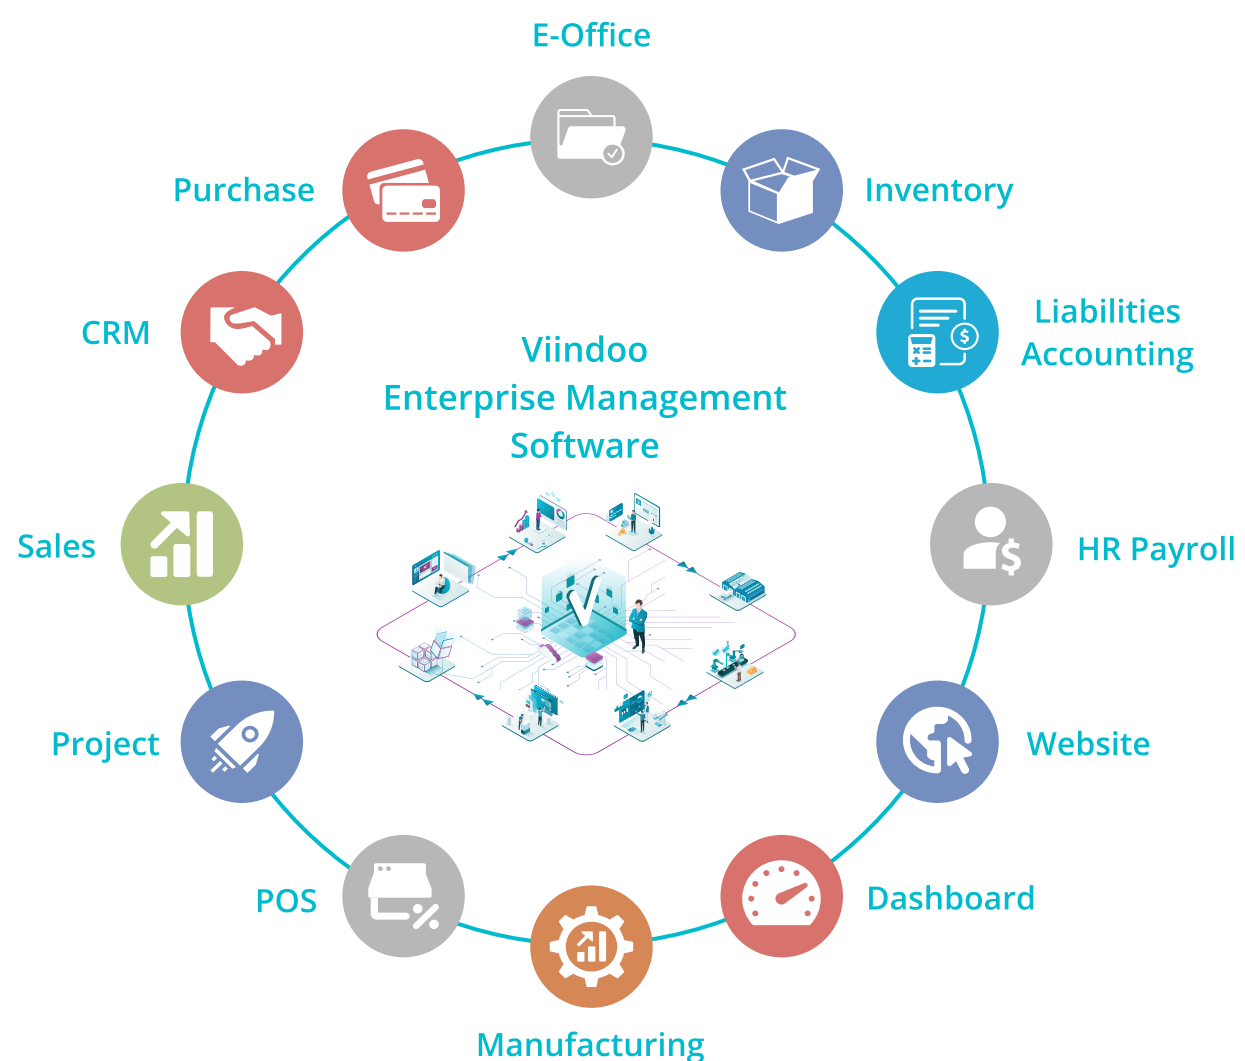 E-Office
Purchase
Inventory
CRM
Liabilities
Accounting
Viindoo
Enterprise Management
Software
Sales
HR Payroll
Project
Website
POS
Dashboard
Manufacturing